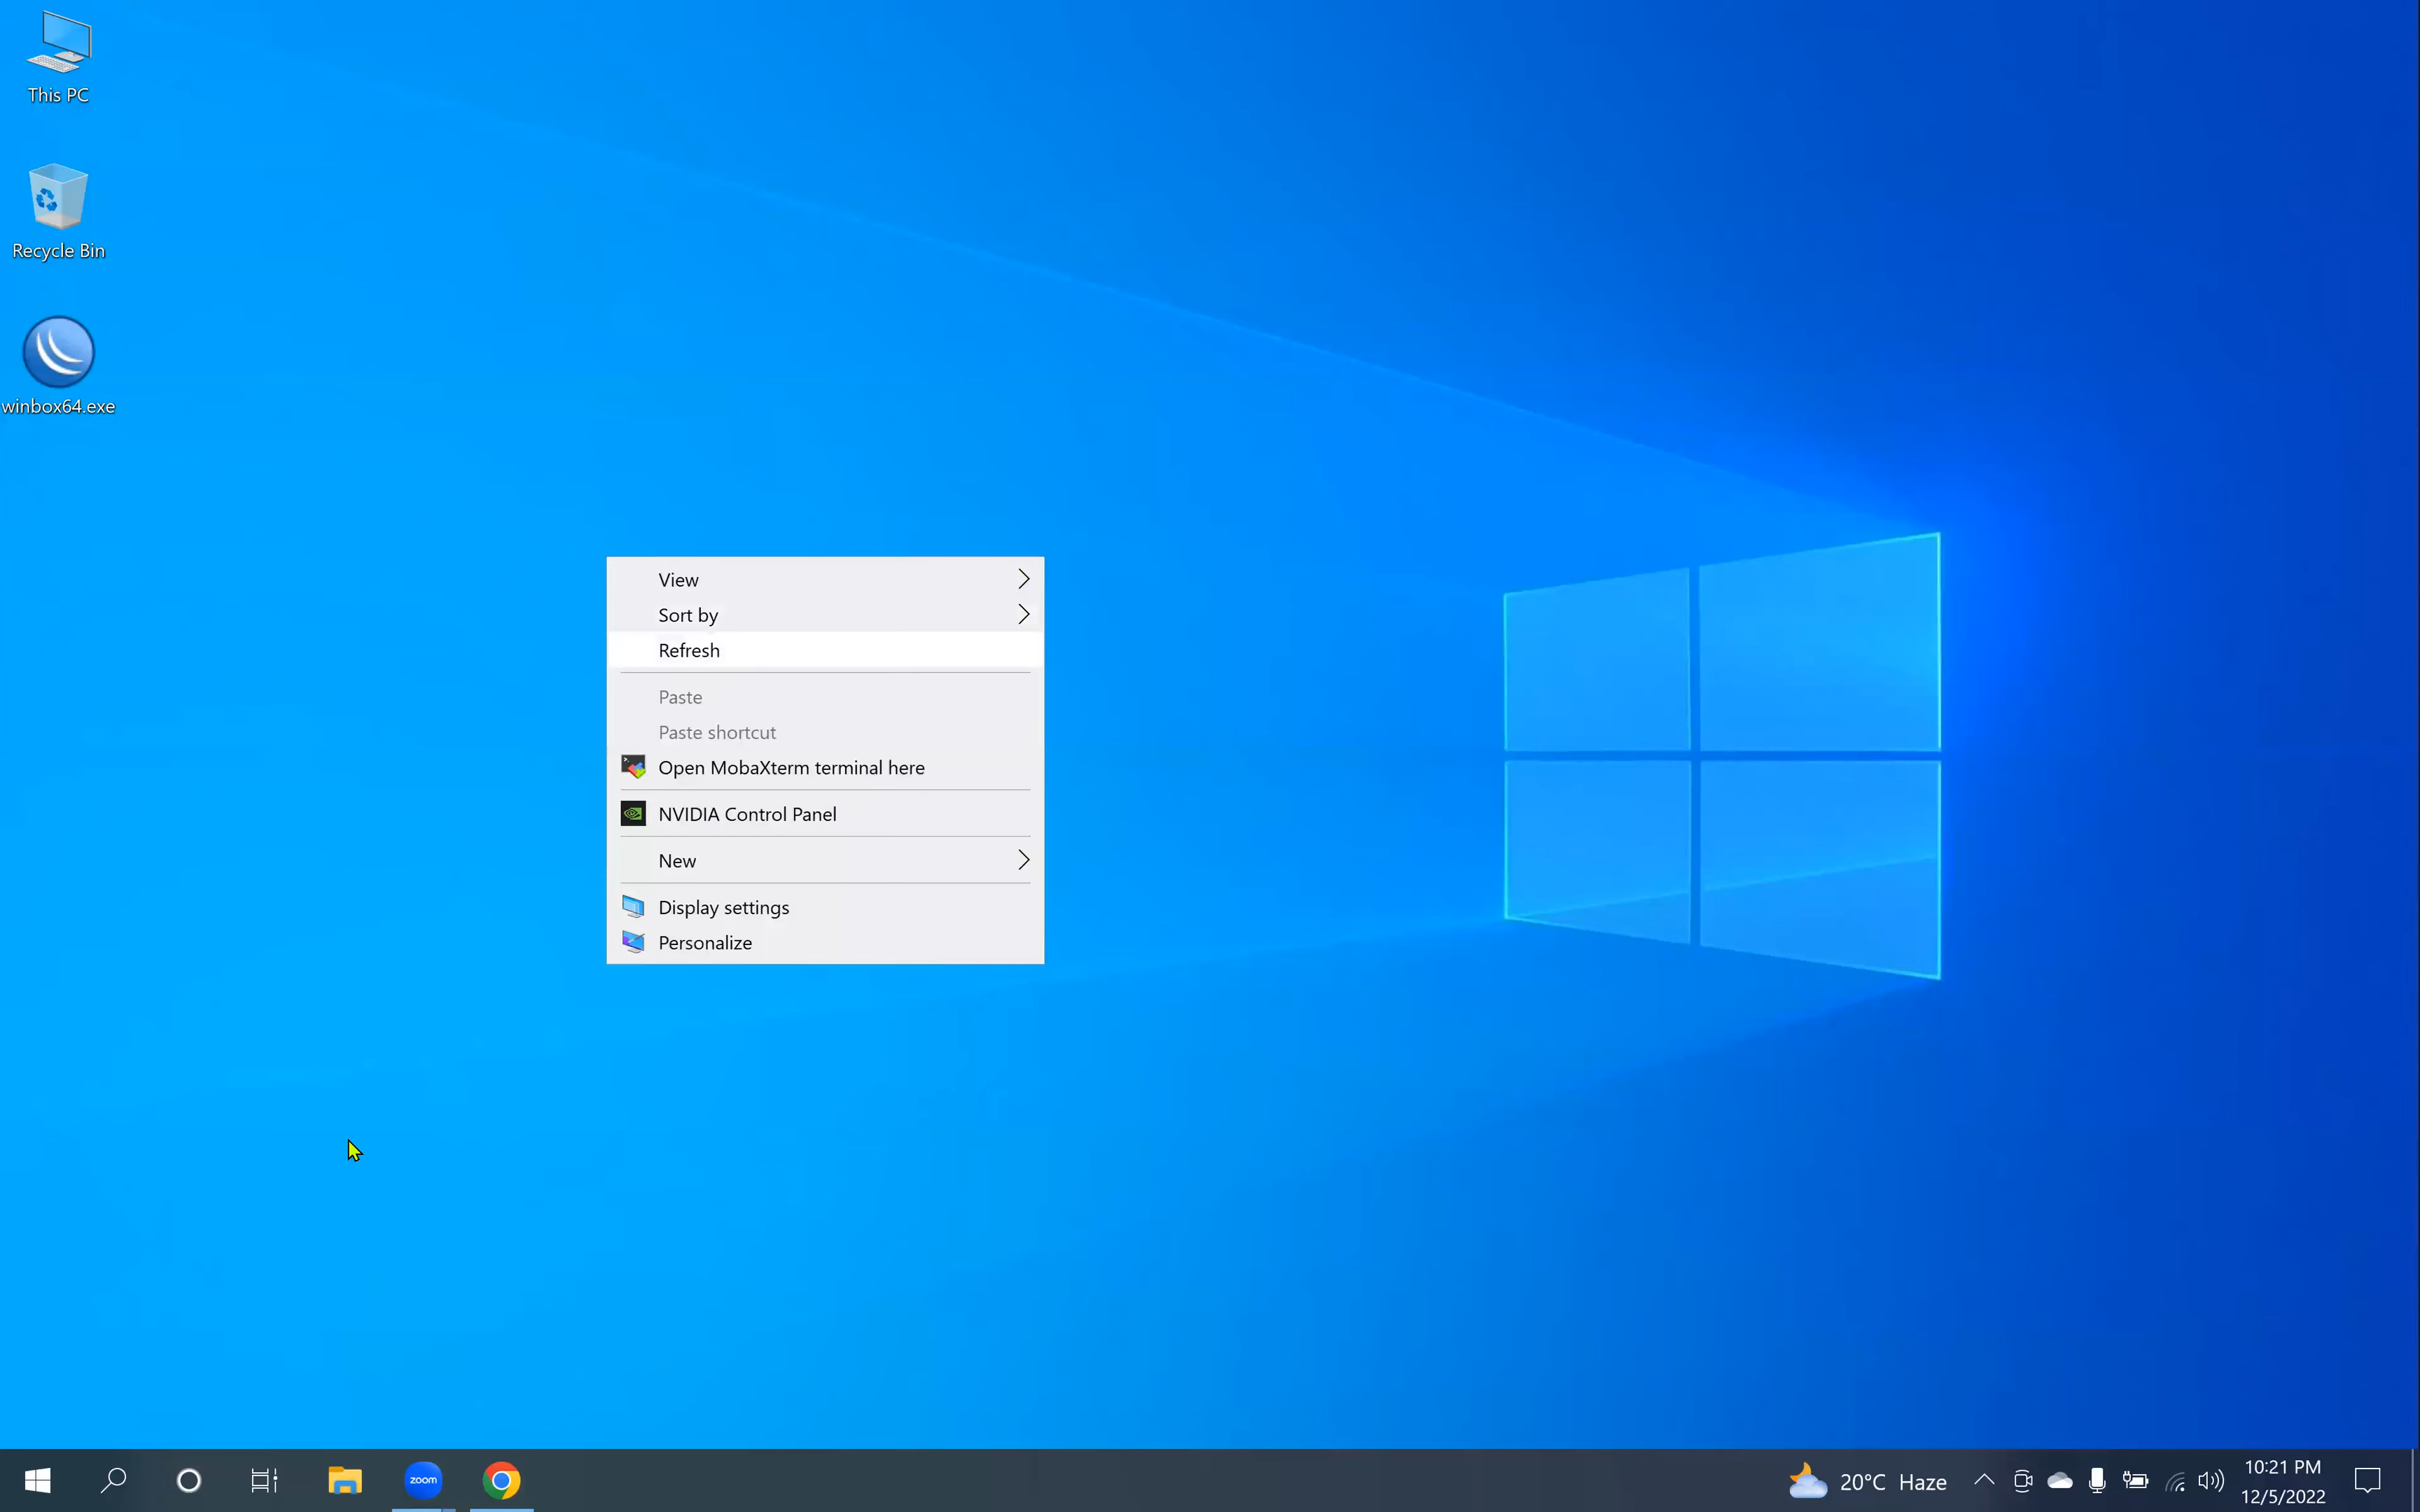 This PC
Recycle Bin
winbox64.exe
View
Sort by
Refresh
Paste
Paste shortcut
Open MobaXterm terminal here
NVIDIA Control Panel
New
Display settings
Personalize
zoom
20°C Haze
10:21 PM
12/5/2022